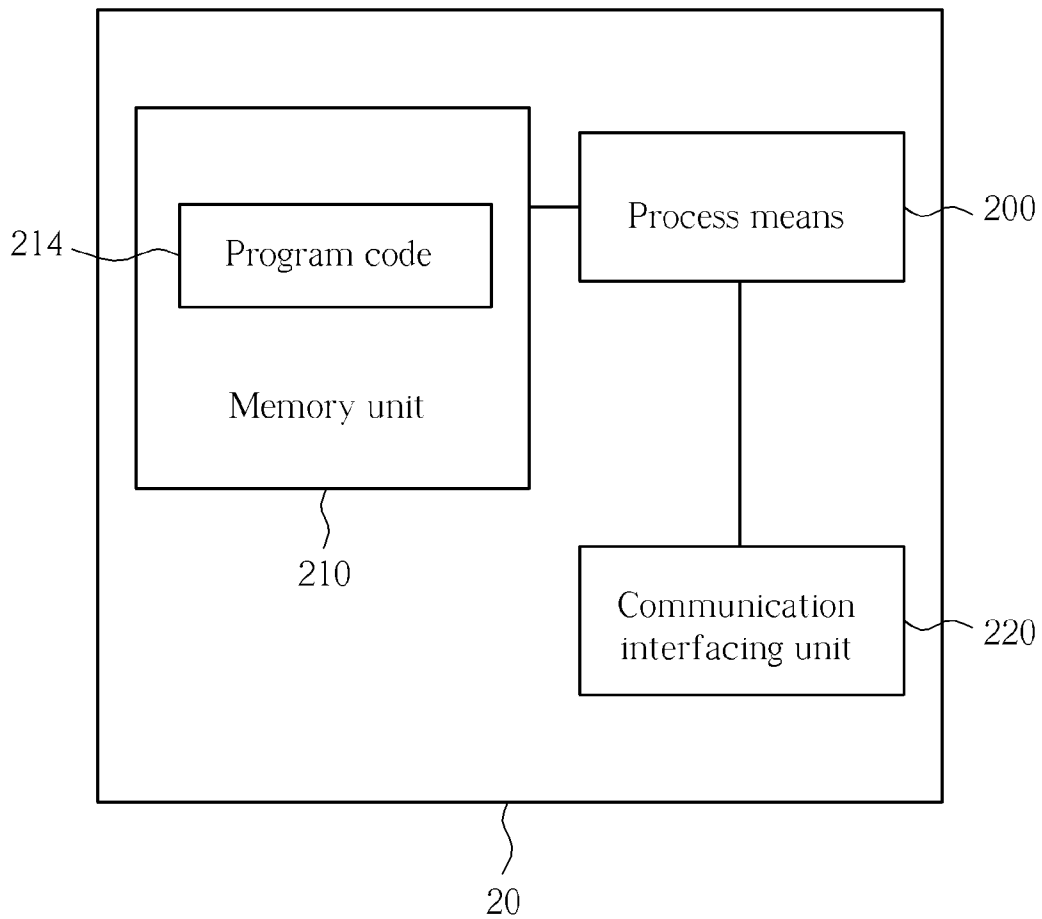 Process means
200
214
Program code
Memory unit
210
Communication
interfacing unit
220
20